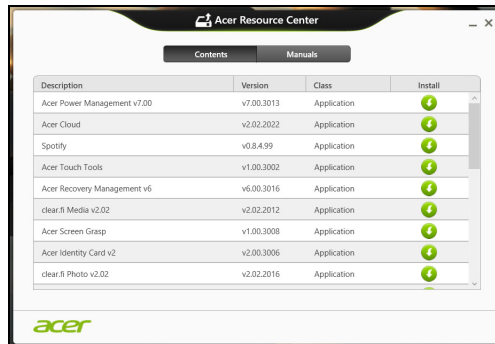 Acer Resource Center
Contents Manuals
Description Version Class Install
Acer Power Management v7.00 v7.00.3013 Application
Acer Cloud v2.02.2022 Application
Spotify v0.8.4.99 Application
Acer Touch Tools v1.00.3002 Application
Acer Recovery Management v6 v6.00.3016 Application
clear.fi Media v2.02 v2.02.2012 Application
Acer Screen Grasp v1.00.3008 Application
Acer Identity Card v2 v2.00.3006 Application
clear.fi Photo v2.02 v2.02.2016 Application
acer